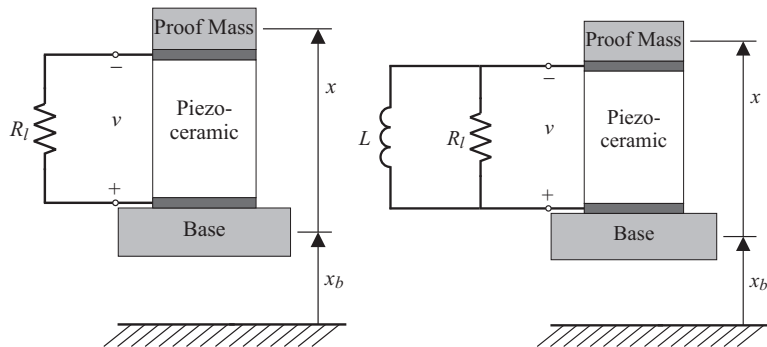 Proof Mass
−
Piezo-
ceramic
R_l
v
x
+
Base
x_b
Proof Mass
−
Piezo-
ceramic
L
R_l
v
x
+
Base
x_b